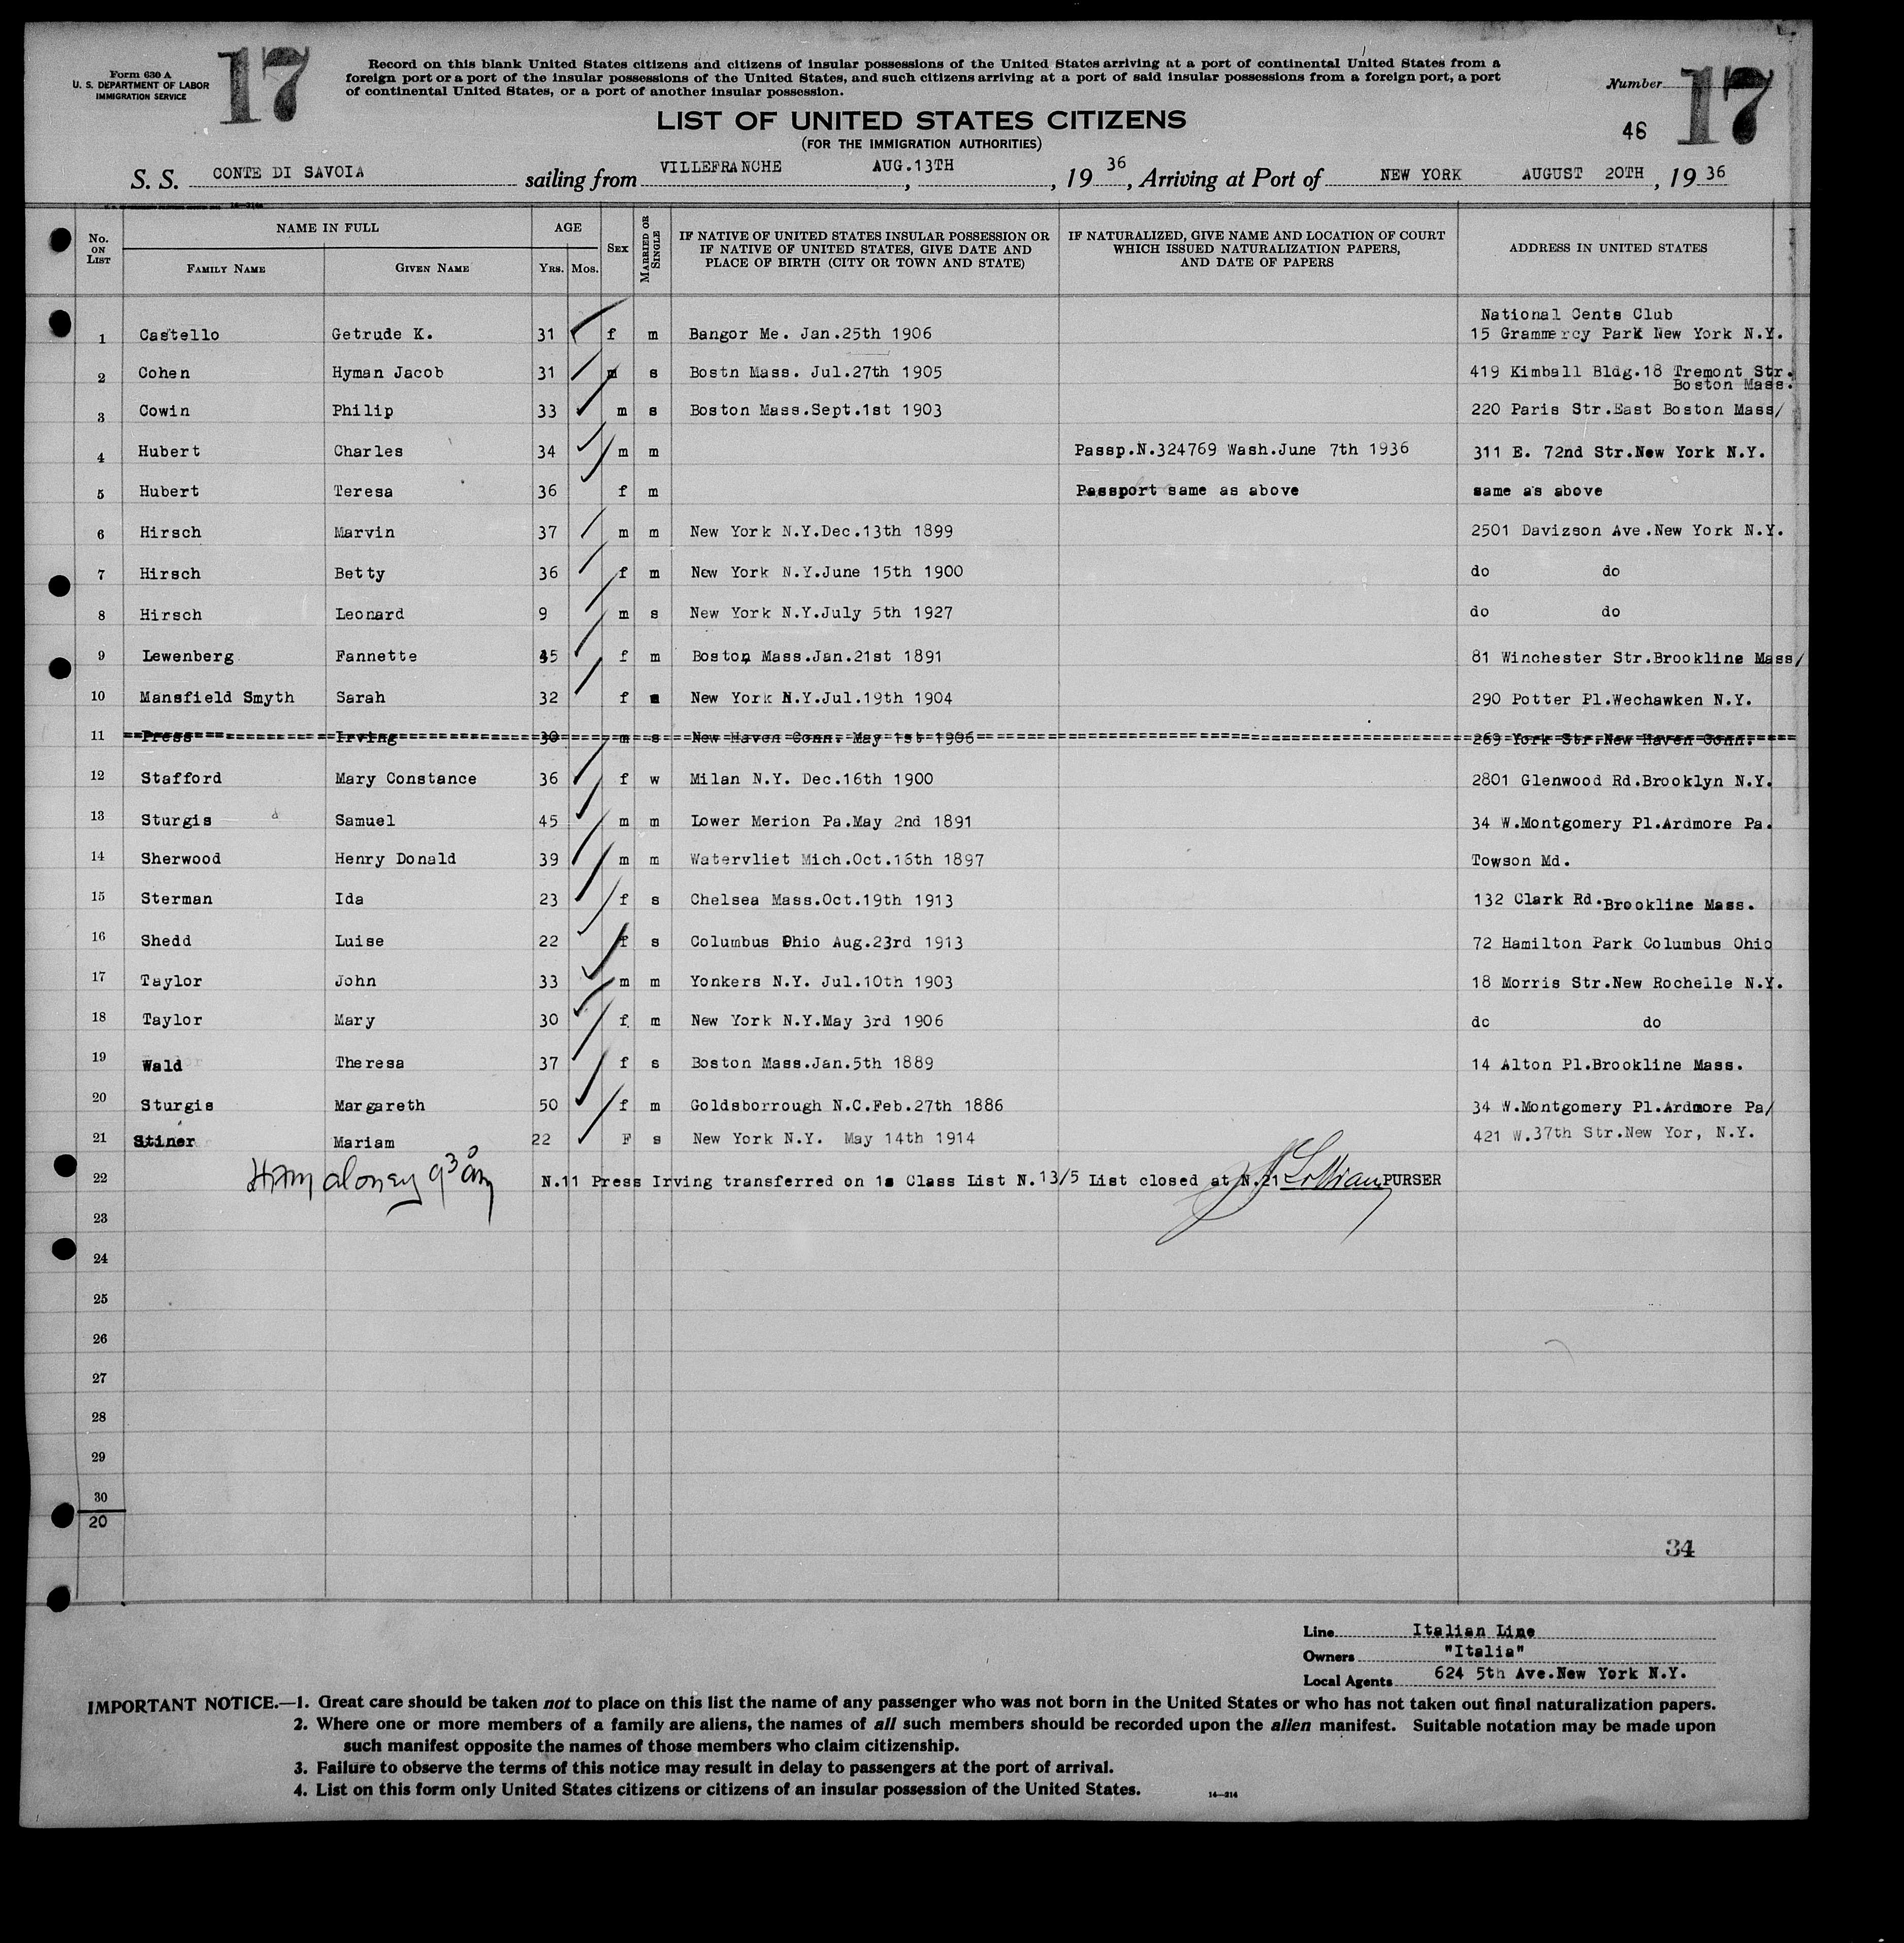 Form 630 A
U. S. DEPARTMENT OF LABOR
IMMIGRATION SERVICE
17
Record on this blank United States citizens and citizens of insular possessions of the United States arriving at a port of continental United States from a
foreign port or a port of the insular possessions of the United States, and such citizens arriving at a port of said insular possessions from a foreign port, a port
of continental United States, or a port of another insular possession.
Number
17
46
LIST OF UNITED STATES CITIZENS
(FOR THE IMMIGRATION AUTHORITIES)
S. S. CONTE DI SAVOIA sailing from VILLEFRANCHE , AUG.13TH , 19 36 , Arriving at Port of NEW YORK AUGUST 20TH , 19 36
No. ON LIST NAME IN FULL FAMILY NAME GIVEN NAME AGE YRS. MOS. SEX MARRIED OR SINGLE IF NATIVE OF UNITED STATES INSULAR POSSESSION OR IF NATIVE OF UNITED STATES, GIVE DATE AND PLACE OF BIRTH (CITY OR TOWN AND STATE) IF NATURALIZED, GIVE NAME AND LOCATION OF COURT WHICH ISSUED NATURALIZATION PAPERS, AND DATE OF PAPERS ADDRESS IN UNITED STATES
National Cents Club
1 Castello Getrude K. 31 f m Bangor Me. Jan.25th 1906 15 Grammercy Park New York N.Y.
2 Cohen Hyman Jacob 31 m s Bostn Mass. Jul.27th 1905 419 Kimball Bldg.18 Tremont Str.
Boston Mass.
3 Cowin Philip 33 m s Boston Mass.Sept.1st 1903 220 Paris Str.East Boston Mass/
4 Hubert Charles 34 m m Passp.N.324769 Wash.June 7th 1936 311 E. 72nd Str.New York N.Y.
5 Hubert Teresa 36 f m Passport same as above same as above
6 Hirsch Marvin 37 m m New York N.Y.Dec.13th 1899 2501 Davizson Ave.New York N.Y.
7 Hirsch Betty 36 f m New York N.Y.June 15th 1900 do do
8 Hirsch Leonard 9 m s New York N.Y.July 5th 1927 do do
9 Lewenberg Fannette 45 f m Boston Mass.Jan.21st 1891 81 Winchester Str.Brookline Mass/
10 Mansfield Smyth Sarah 32 f New York N.Y.Jul.19th 1904 290 Potter Pl.Wechawken N.Y.
11 Press Irving 30 m s New Haven Conn. May 1st 1906 269 York Str.New Haven Conn.
12 Stafford Mary Constance 36 f w Milan N.Y. Dec.16th 1900 2801 Glenwood Rd.Brooklyn N.Y.
13 Sturgis Samuel 45 m m Lower Merion Pa.May 2nd 1891 34 W.Montgomery Pl.Ardmore Pa.
14 Sherwood Henry Donald 39 m m Watervliet Mich.Oct.16th 1897 Towson Md.
15 Sterman Ida 23 f s Chelsea Mass.Oct.19th 1913 132 Clark Rd.Brookline Mass.
16 Shedd Luise 22 f s Columbus Ohio Aug.23rd 1913 72 Hamilton Park Columbus Ohio
17 Taylor John 33 m m Yonkers N.Y. Jul.10th 1903 18 Morris Str.New Rochelle N.Y.
18 Taylor Mary 30 f m New York N.Y.May 3rd 1906 do do
19 Wald Theresa 37 f s Boston Mass.Jan.5th 1889 14 Alton Pl.Brookline Mass.
20 Sturgis Margareth 50 f m Goldsborrough N.C.Feb.27th 1886 34 W.Montgomery Pl.Ardmore Pa/
21 Stiner Mariam 22 F s New York N.Y. May 14th 1914 421 W.37th Str.New Yor, N.Y.
22 N.11 Press Irving transferred on 1s Class List N.13/5 List closed at N.21 PURSER
23
24
25
26
27
28
29
30
20
34
Line Italian Line
Owners "Italia"
Local Agents 624 5th Ave.New York N.Y.
IMPORTANT NOTICE.—1. Great care should be taken not to place on this list the name of any passenger who was not born in the United States or who has not taken out final naturalization papers.
2. Where one or more members of a family are aliens, the names of all such members should be recorded upon the alien manifest. Suitable notation may be made upon
such manifest opposite the names of those members who claim citizenship.
3. Failure to observe the terms of this notice may result in delay to passengers at the port of arrival.
4. List on this form only United States citizens or citizens of an insular possession of the United States.
14—314